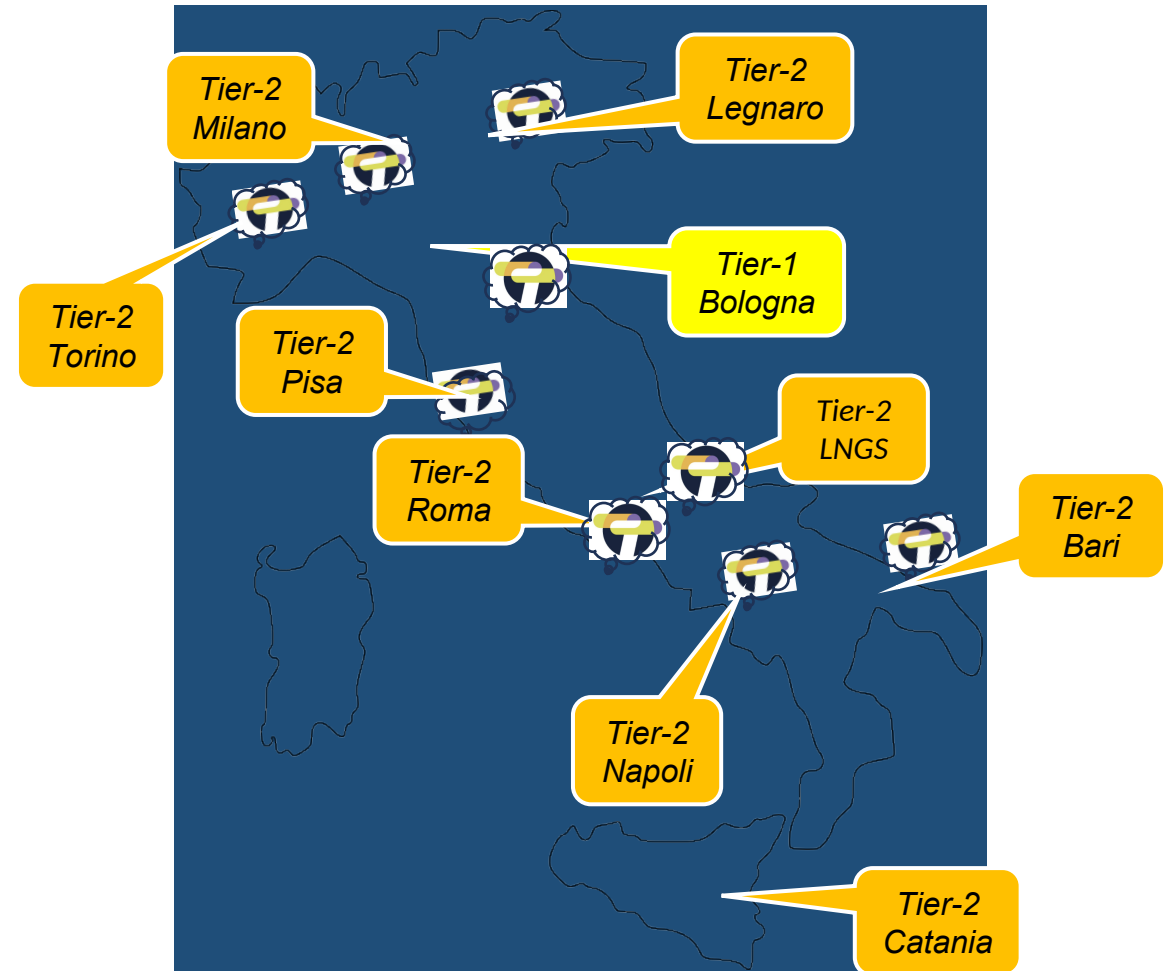 Tier-2
Milano
Tier-2
Legnaro
Tier-1
Bologna
Tier-2
Torino
Tier-2
Pisa
Tier-2
LNGS
Tier-2
Roma
Tier-2
Bari
Tier-2
Napoli
Tier-2
Catania